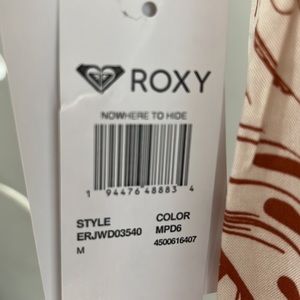 ROXY
NOWHERE TO HIDE
1 94476 48883 4
STYLE COLOR
ERJWD03540 MPD6
M 4500616407